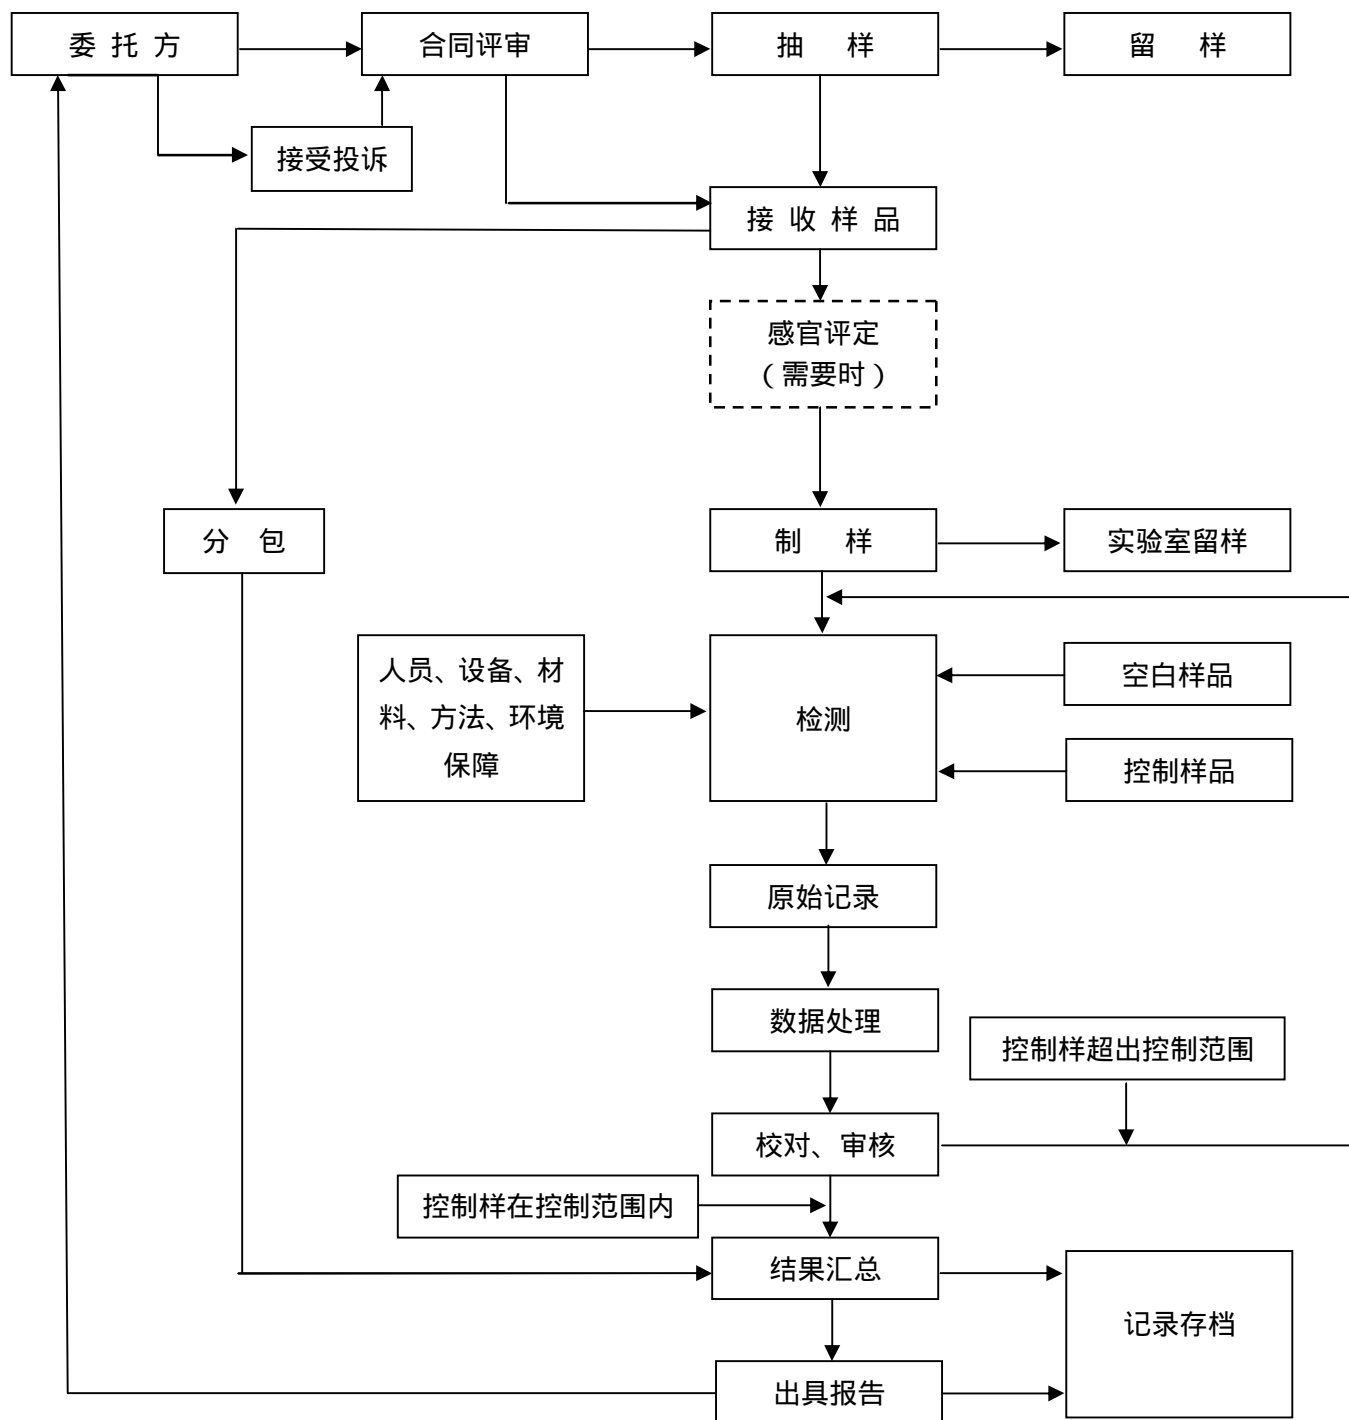 委 托 方
合同评审
抽 样
留 样
接受投诉
接 收 样 品
感官评定
（需要时）
分 包
制 样
实验室留样
人员、设备、材
料、方法、环境
保障
检测
空白样品
控制样品
原始记录
数据处理
控制样超出控制范围
校对、审核
控制样在控制范围内
结果汇总
记录存档
出具报告